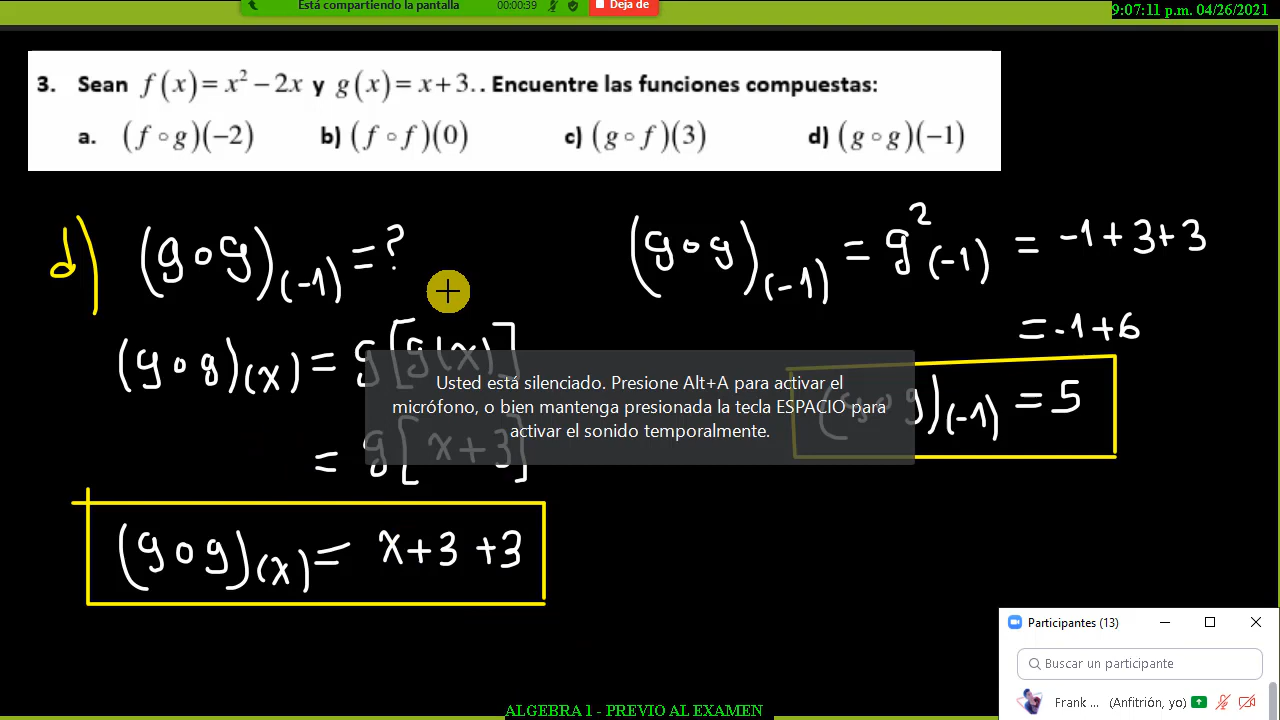 Está compartiendo la pantalla 00:00:39 Deja de
9:07:11 p.m. 04/26/2021
3. Sean f(x)=x²−2x y g(x)=x+3.. Encuentre las funciones compuestas:
a. (f∘g)(−2) b) (f∘f)(0) c) (g∘f)(3) d) (g∘g)(−1)
d) (g∘g)(-1) = ?
(g∘g)(x) = g[g(x)]
= g[x+3]
(g∘g)(x) = x+3+3
(g∘g)(-1) = g²(-1) = -1+3+3
= -1+6
(g∘g)(-1) = 5
Usted está silenciado. Presione Alt+A para activar el
micrófono, o bien mantenga presionada la tecla ESPACIO para
activar el sonido temporalmente.
Participantes (13)
Buscar un participante
Frank ... (Anfitrión, yo)
ALGEBRA 1 - PREVIO AL EXAMEN